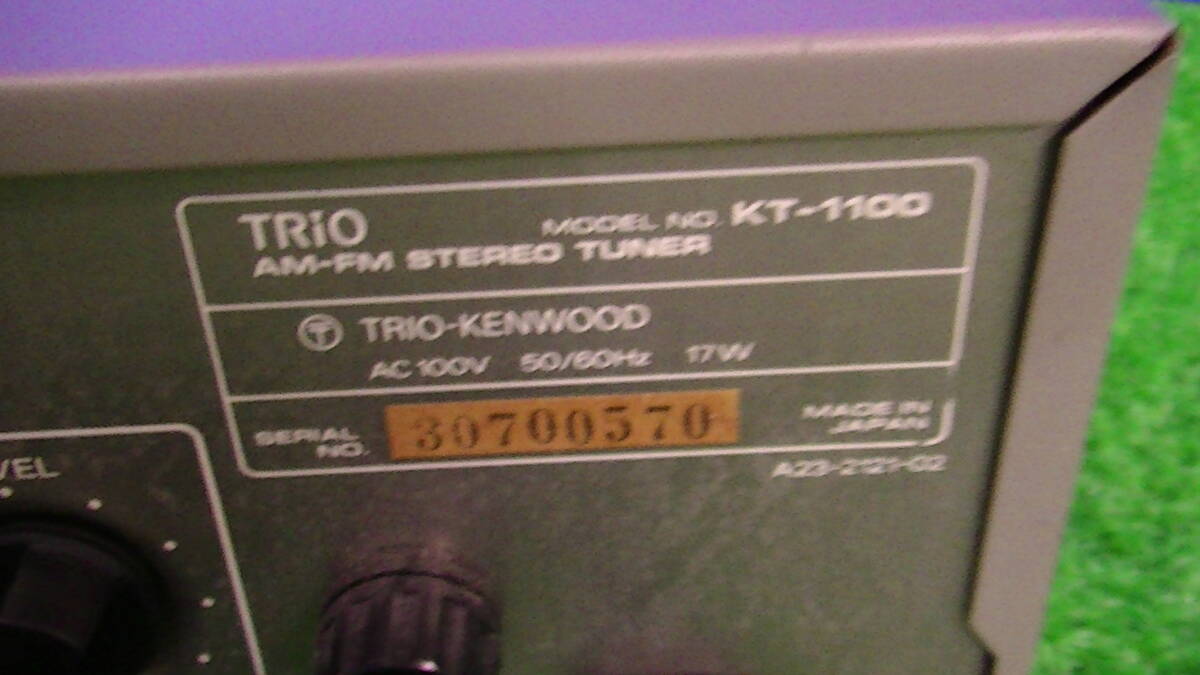 TRIO MODEL NO. KT-1100
AM-FM STEREO TUNER
T TRIO-KENWOOD
AC 100V 50/60Hz 17W
SERIAL NO. 30700570
MADE IN JAPAN
A23-2121-02
VEL